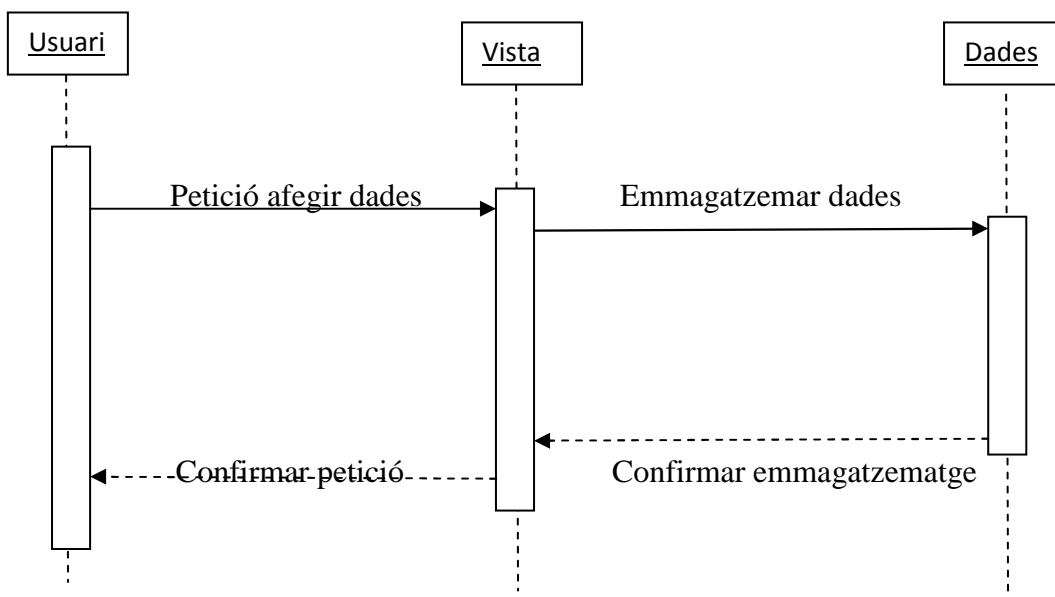 Usuari
Vista
Dades
Petició afegir dades
Emmagatzemar dades
Confirmar petició
Confirmar emmagatzematge